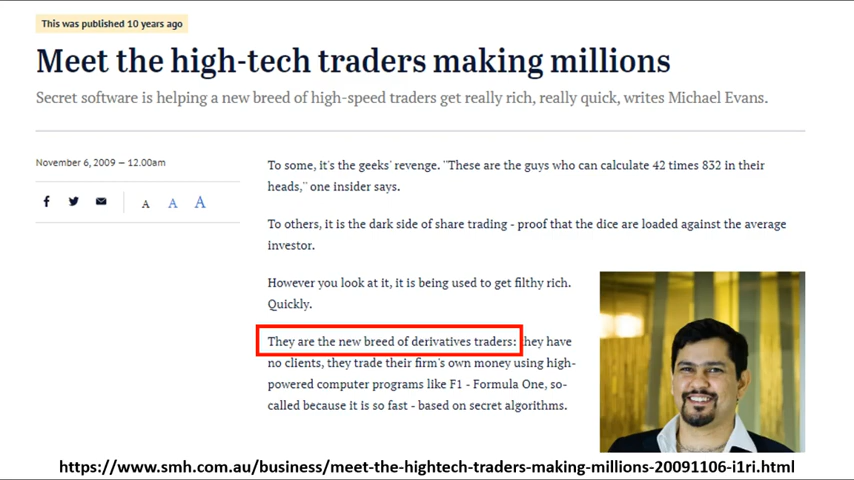 This was published 10 years ago
Meet the high-tech traders making millions
Secret software is helping a new breed of high-speed traders get really rich, really quick, writes Michael Evans.
November 6, 2009 — 12.00am
A A A
To some, it's the geeks' revenge. "These are the guys who can calculate 42 times 832 in their
heads," one insider says.
To others, it is the dark side of share trading - proof that the dice are loaded against the average
investor.
However you look at it, it is being used to get filthy rich.
Quickly.
They are the new breed of derivatives traders: they have
no clients, they trade their firm's own money using high-
powered computer programs like F1 - Formula One, so-
called because it is so fast - based on secret algorithms.
https://www.smh.com.au/business/meet-the-hightech-traders-making-millions-20091106-i1ri.html